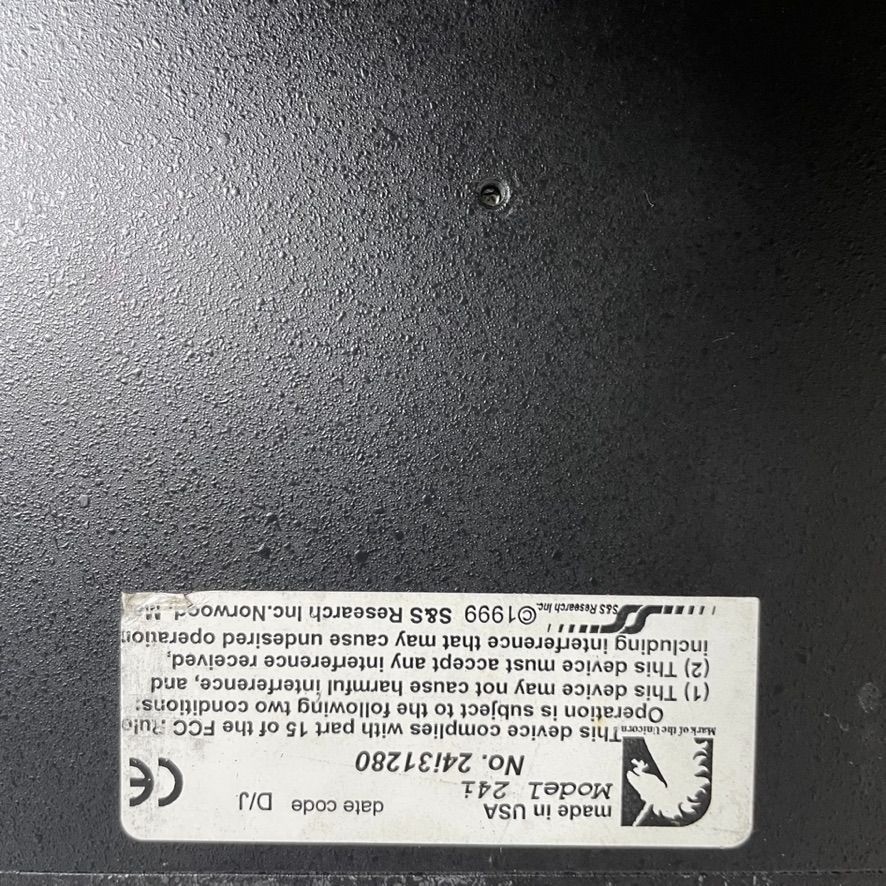 made in USA date code D/J
Model 24i
No. 24i31280
CE
Mark of the Unicorn
This device complies with part 15 of the FCC Rule
Operation is subject to the following two conditions:
(1) This device may not cause harmful interference, and
(2) This device must accept any interference received,
including interference that may cause undesired operation
S&S Research Inc. ©1999 S&S Research Inc.Norwood